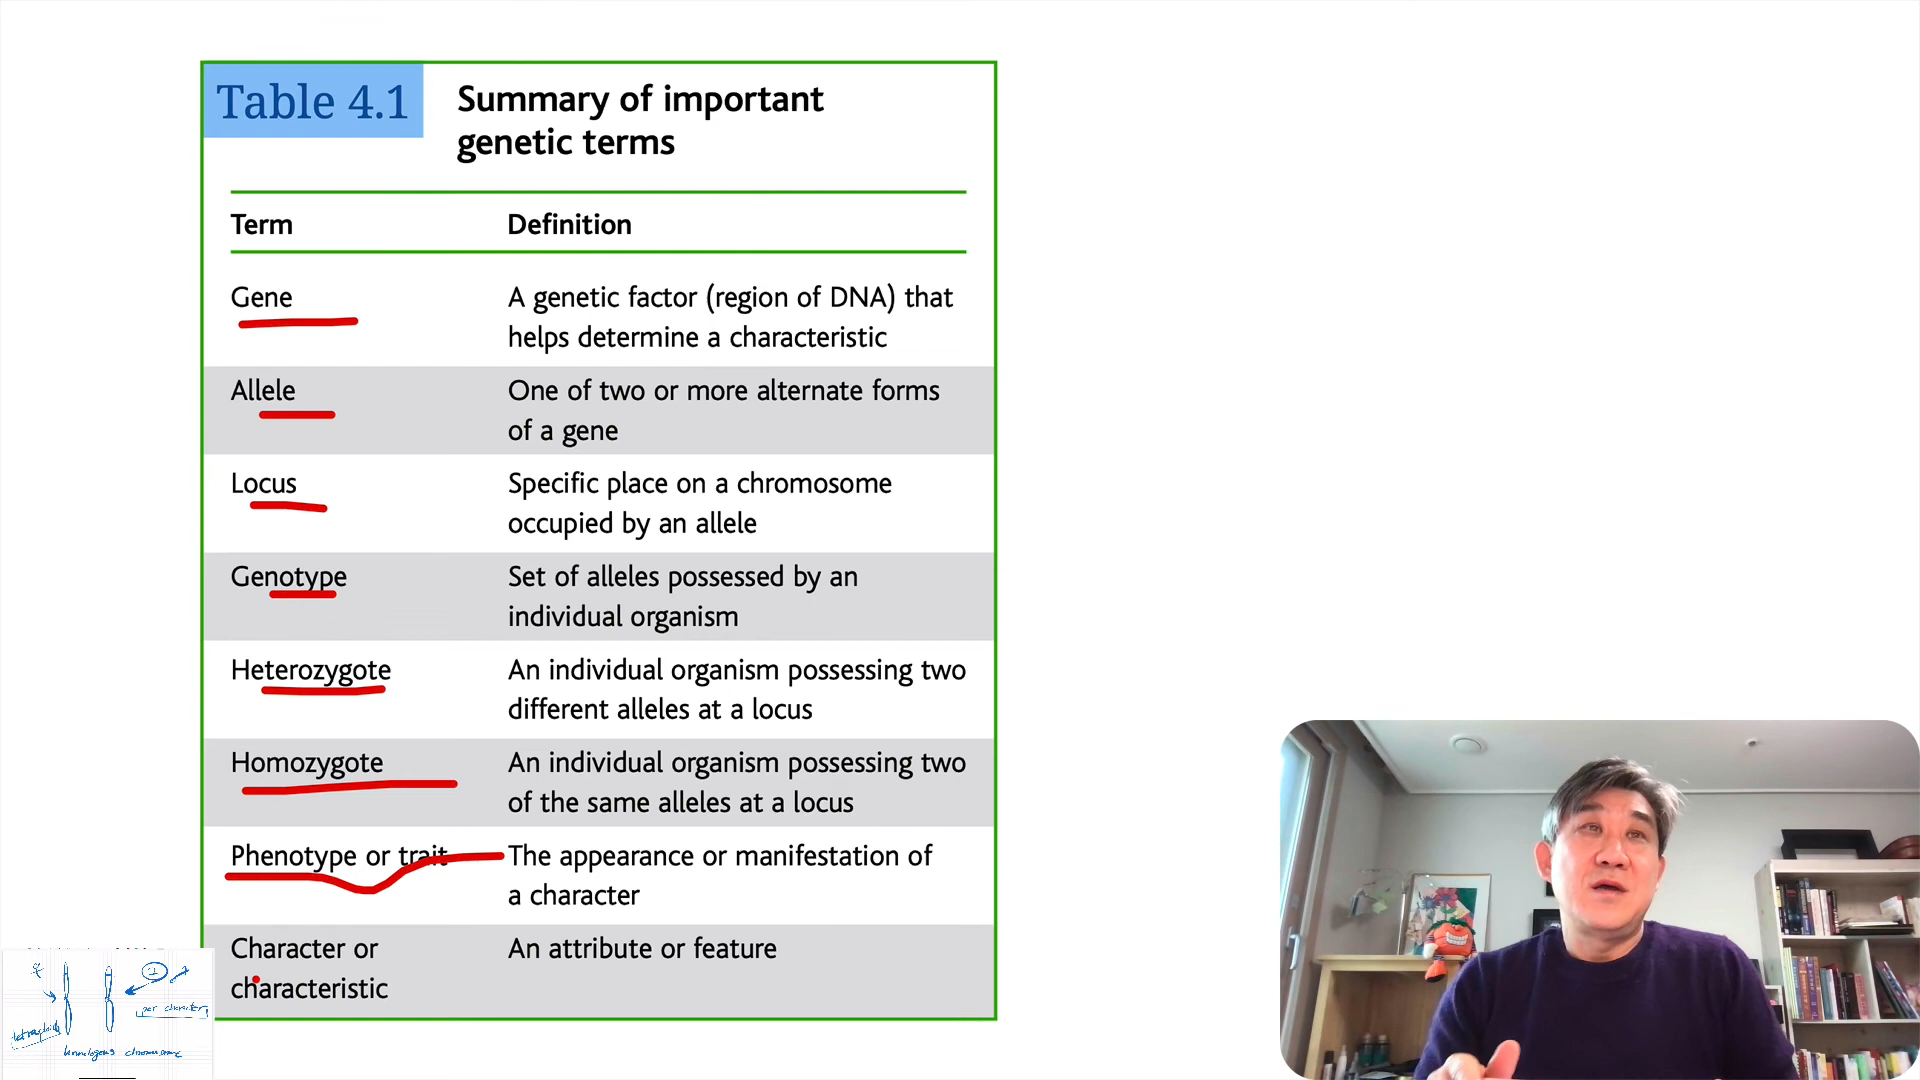 Table 4.1
Summary of important
genetic terms
Term
Definition
Gene
A genetic factor (region of DNA) that
helps determine a characteristic
Allele
One of two or more alternate forms
of a gene
Locus
Specific place on a chromosome
occupied by an allele
Genotype
Set of alleles possessed by an
individual organism
Heterozygote
An individual organism possessing two
different alleles at a locus
Homozygote
An individual organism possessing two
of the same alleles at a locus
Phenotype or trait
The appearance or manifestation of
a character
Character or
characteristic
An attribute or feature
per character
homologous chromosome